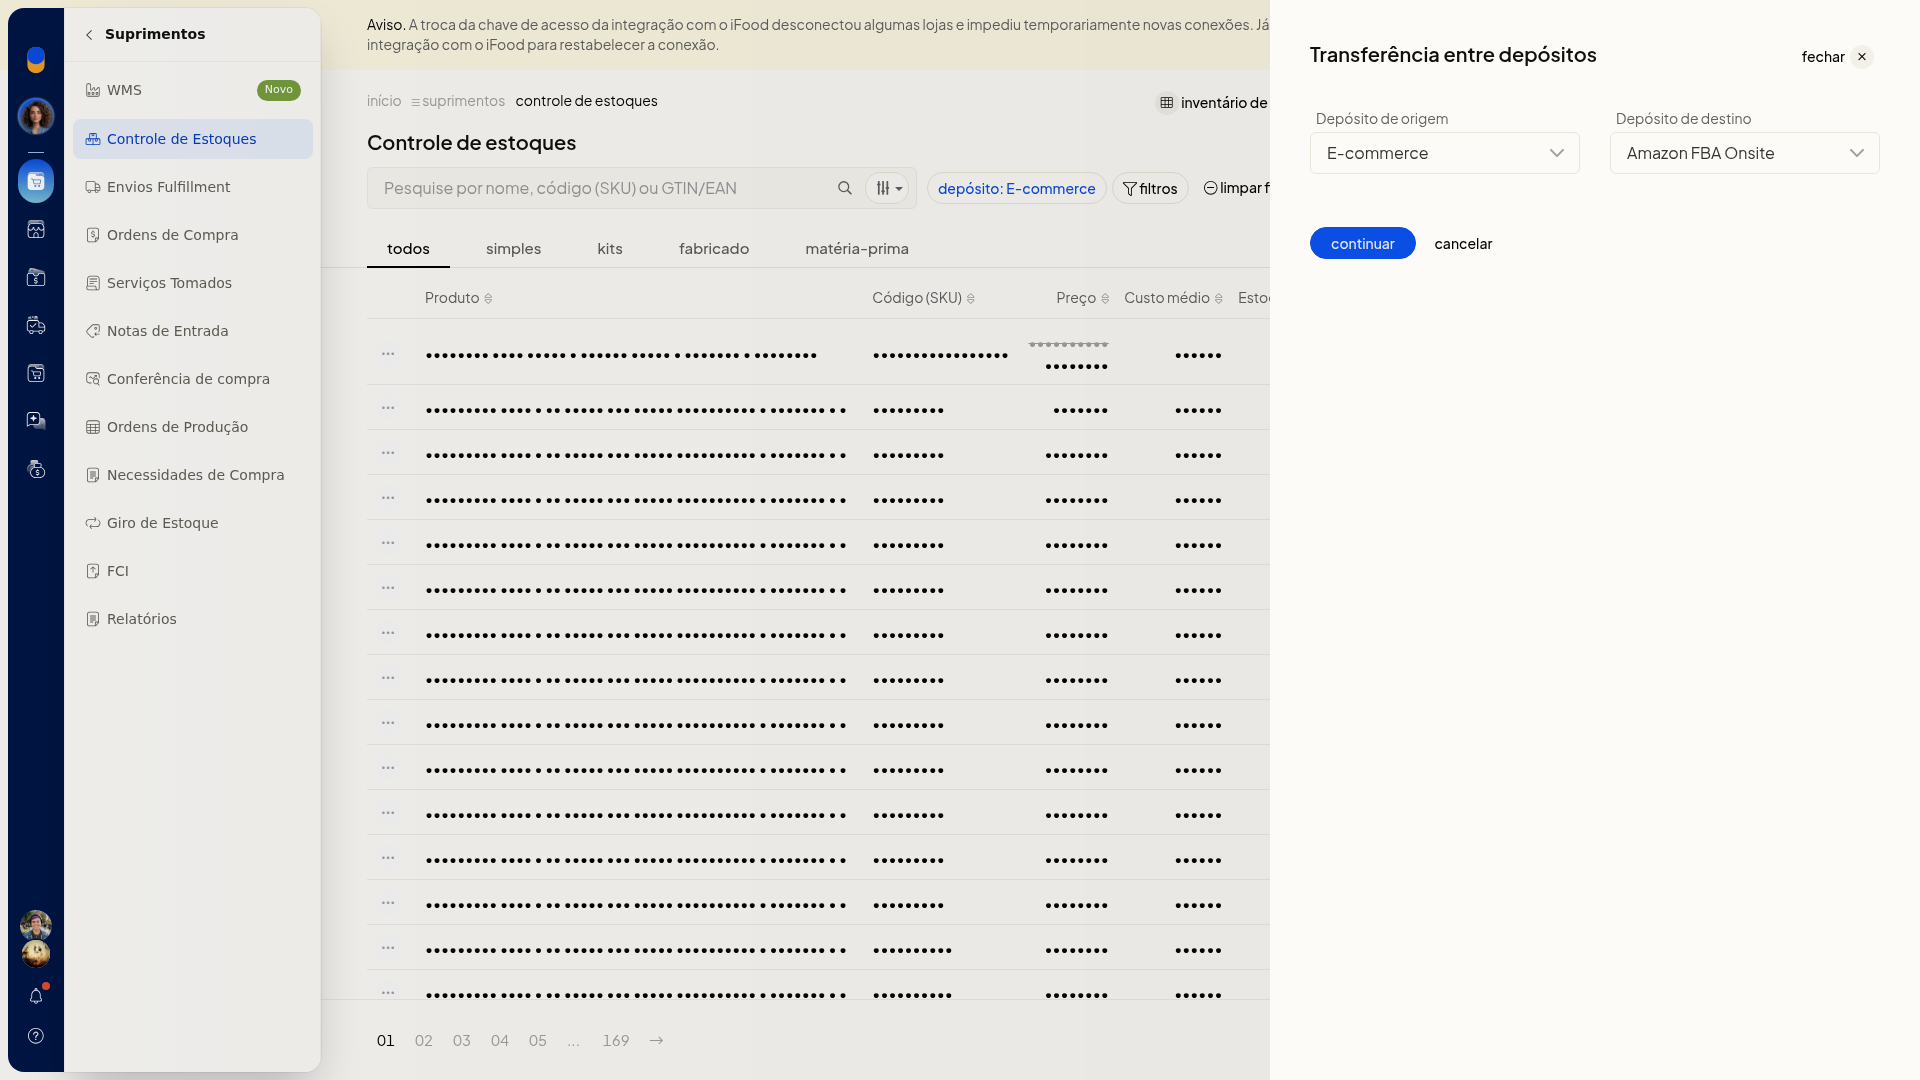 Suprimentos
WMS
Novo
Controle de Estoques
Envios Fulfillment
Ordens de Compra
Serviços Tomados
Notas de Entrada
Conferência de compra
Ordens de Produção
Necessidades de Compra
Giro de Estoque
FCI
Relatórios
Aviso. A troca da chave de acesso da integração com o iFood desconectou algumas lojas e impediu temporariamente novas conexões. Já
integração com o iFood para restabelecer a conexão.
início suprimentos controle de estoques
inventário de
Controle de estoques
Pesquise por nome, código (SKU) ou GTIN/EAN
depósito: E-commerce
filtros
limpar f
todos simples kits fabricado matéria-prima
Produto Código (SKU) Preço Custo médio Esto
01 02 03 04 05 ... 169 →
Transferência entre depósitos
fechar
Depósito de origem
E-commerce
Depósito de destino
Amazon FBA Onsite
continuar
cancelar